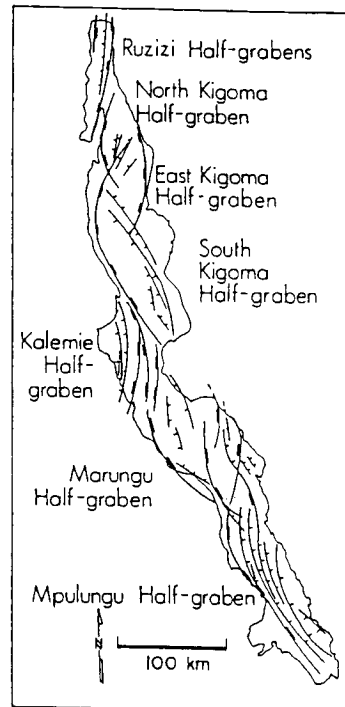 Ruzizi Half-grabens
North Kigoma
Half-graben
East Kigoma
Half-graben
South
Kigoma
Half-graben
Kalemie
Half-
graben
Marungu
Half-graben
Mpulungu Half-graben
N
100 km